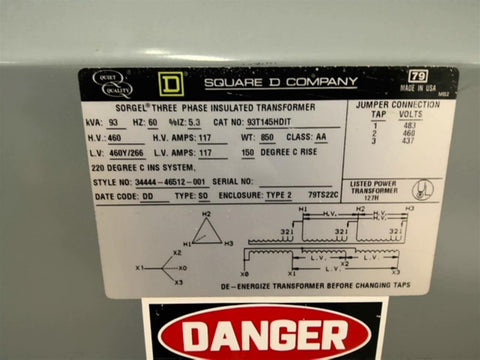 QUIET QUALITY
D SQUARE D COMPANY
79
MADE IN USA
SORGEL® THREE PHASE INSULATED TRANSFORMER
kVA: 93 HZ: 60 %IZ: 5.3 CAT NO: 93T145HDIT
H.V.: 460 H.V. AMPS: 117 WT: 850 CLASS: AA
L.V: 460Y/266 L.V. AMPS: 117 150 DEGREE C RISE
220 DEGREE C INS SYSTEM,
STYLE NO: 34444-46512-001 SERIAL NO:
DATE CODE: DD TYPE: SO ENCLOSURE: TYPE 2 79TS22C
JUMPER CONNECTION
TAP VOLTS
1 483
2 460
3 437
LISTED POWER
TRANSFORMER
127H
H2
H1 H3
H1 H2 H3
H.V. H.V.
H.V.
321 321
X2
X1 X0
X3
L.V.
X0 X1 X2 X3
L.V.
DE-ENERGIZE TRANSFORMER BEFORE CHANGING TAPS
DANGER